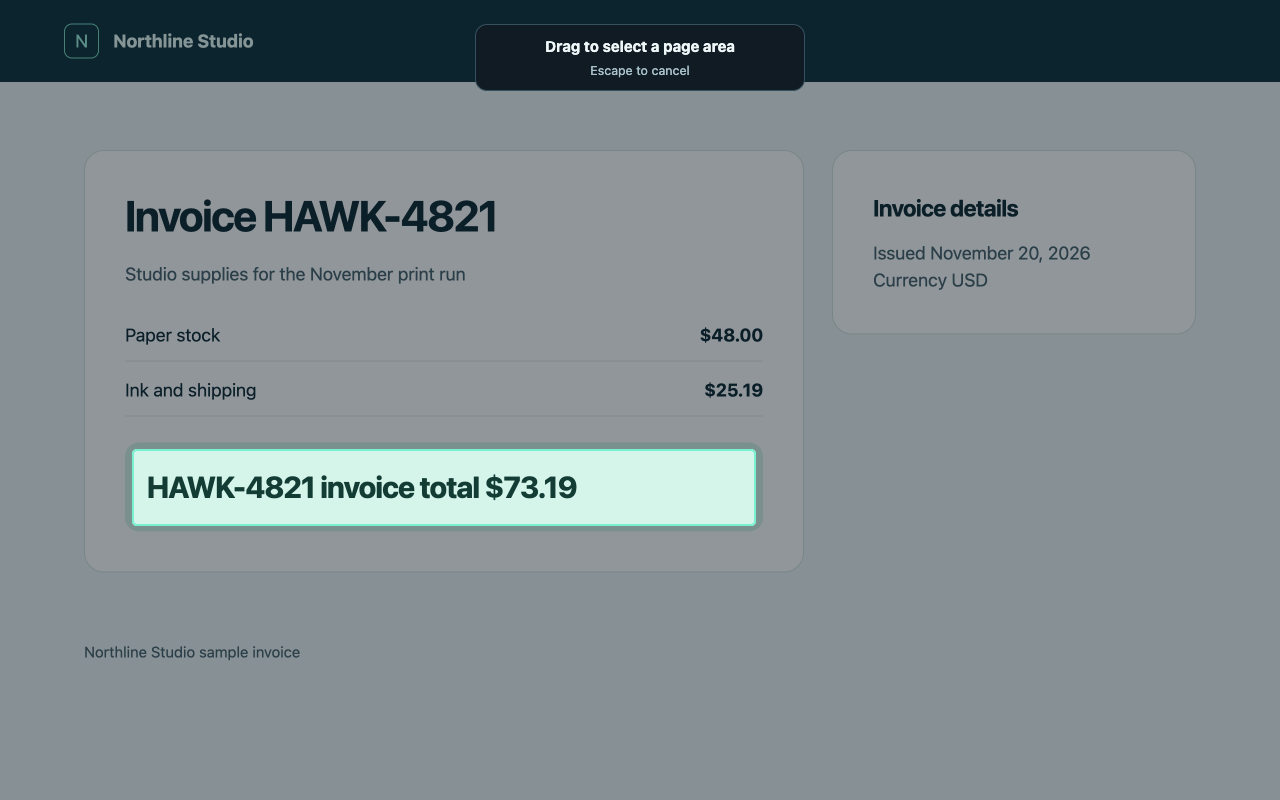 N
Northline Studio
Drag to select a page area
Escape to cancel
Invoice HAWK-4821
Studio supplies for the November print run
Paper stock $48.00
Ink and shipping $25.19
HAWK-4821 invoice total $73.19
Invoice details
Issued November 20, 2026
Currency USD
Northline Studio sample invoice